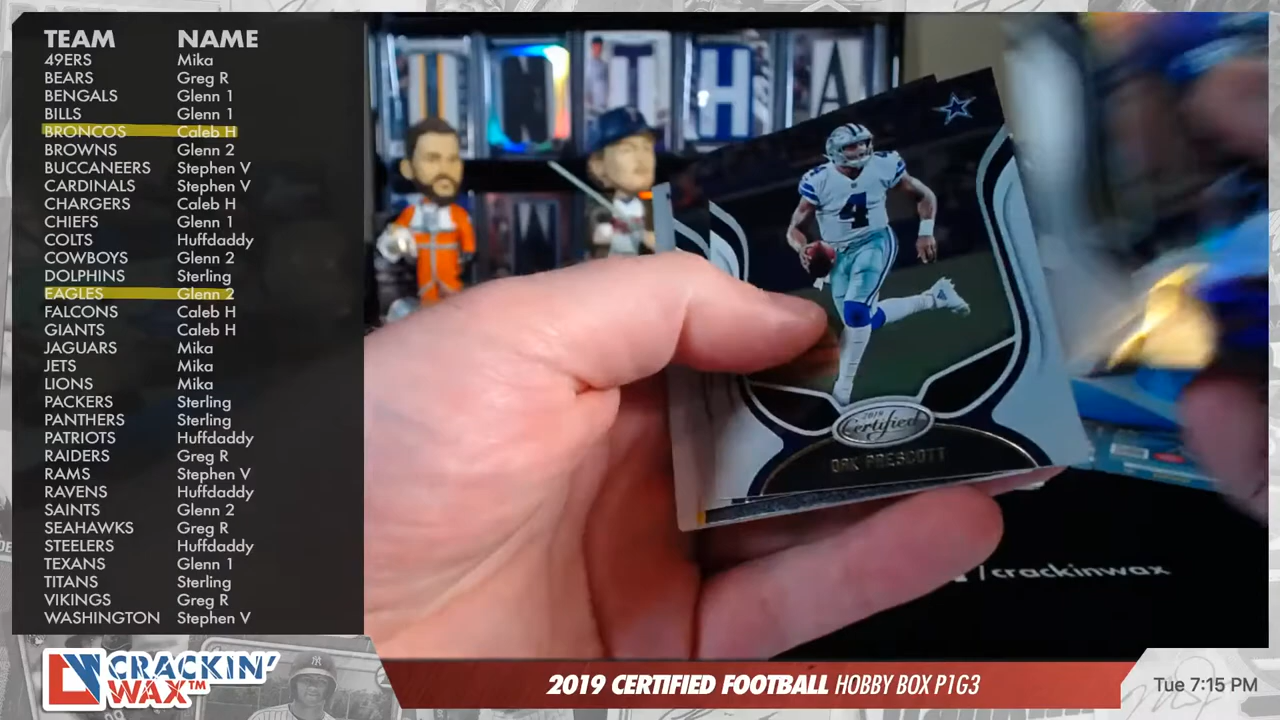 TEAM NAME
49ERS Mika
BEARS Greg R
BENGALS Glenn 1
BILLS Glenn 1
BRONCOS Caleb H
BROWNS Glenn 2
BUCCANEERS Stephen V
CARDINALS Stephen V
CHARGERS Caleb H
CHIEFS Glenn 1
COLTS Huffdaddy
COWBOYS Glenn 2
DOLPHINS Sterling
EAGLES Glenn 2
FALCONS Caleb H
GIANTS Caleb H
JAGUARS Mika
JETS Mika
LIONS Mika
PACKERS Sterling
PANTHERS Sterling
PATRIOTS Huffdaddy
RAIDERS Greg R
RAMS Stephen V
RAVENS Huffdaddy
SAINTS Glenn 2
SEAHAWKS Greg R
STEELERS Huffdaddy
TEXANS Glenn 1
TITANS Sterling
VIKINGS Greg R
WASHINGTON Stephen V
T H A
4
2019
Certified
DAK PRESCOTT
/crackinwax
CRACKIN'
WAX™
2019 CERTIFIED FOOTBALL HOBBY BOX P1G3
Tue 7:15 PM